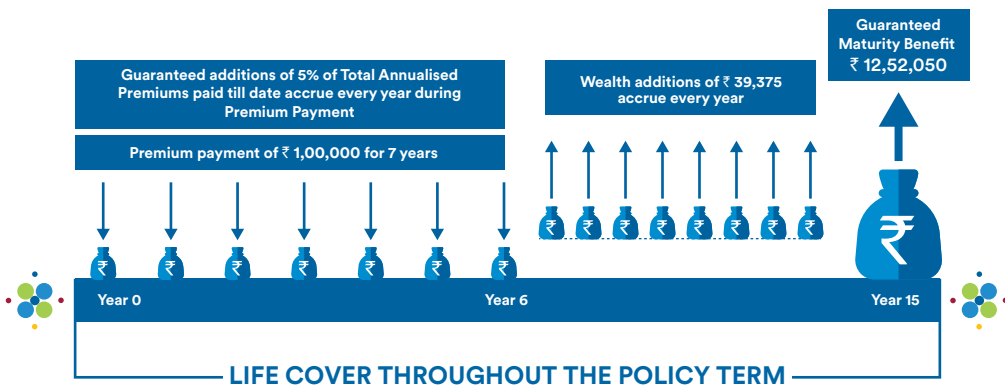 Guaranteed additions of 5% of Total Annualised
Premiums paid till date accrue every year during
Premium Payment
Premium payment of ₹ 1,00,000 for 7 years
Wealth additions of ₹ 39,375
accrue every year
Guaranteed
Maturity Benefit
₹ 12,52,050
₹ ₹ ₹ ₹ ₹ ₹ ₹
₹ ₹ ₹ ₹ ₹ ₹ ₹ ₹
₹
Year 0
Year 6
Year 15
LIFE COVER THROUGHOUT THE POLICY TERM